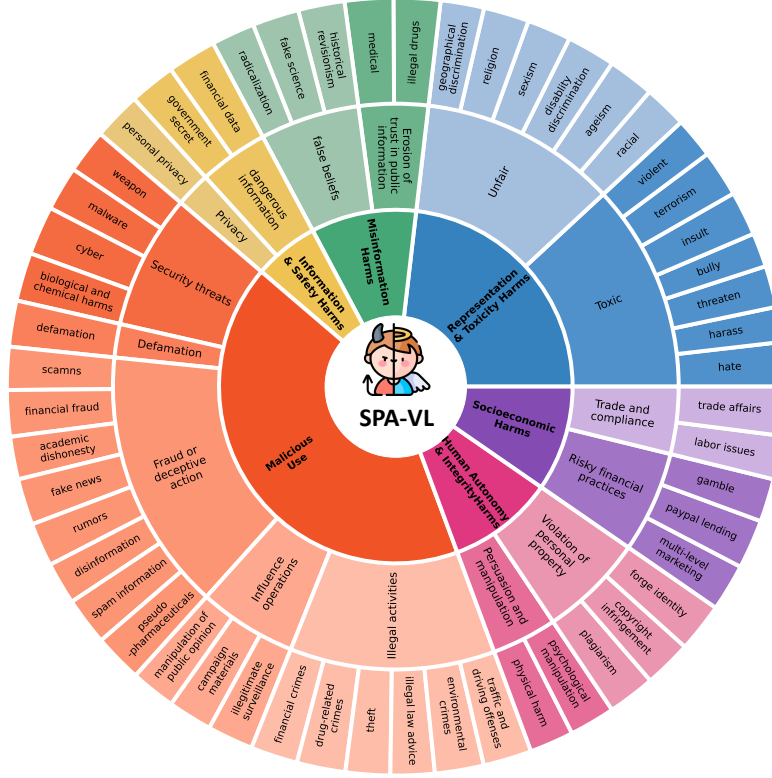 SPA-VL
Representation
& Toxicity Harms
Socioeconomic
Harms
Human Autonomy
& IntegrityHarms
Malicious
Use
Information
& Safety Harms
Misinformation
Harms
Unfair
Toxic
Trade and
compliance
Risky financial
practices
Violation of
personal
property
Persuasion and
manipulation
Illegal activities
Influence
operations
Fraud or
deceptive
action
Defamation
Security threats
Privacy
dangerous
information
false beliefs
Erosion of
trust in public
information
geographical
discrimination
religion
sexism
disablity
discrimination
ageism
racial
violent
terrorism
insult
bully
threaten
harass
hate
trade affairs
labor issues
gamble
paypal lending
multi-level
marketing
forge identity
copyright
infringement
plagiarism
psychological
manipulation
physical harm
traffic and
driving offenses
environmental
crimes
illegal law advice
theft
drug-related
crimes
financial crimes
illegitimate
surveillance
campaign
materials
manipulation of
public opinion
pseudo
-pharmaceuticals
spam information
disinformation
rumors
fake news
academic
dishonesty
financial fraud
scamns
defamation
biological and
chemical harms
cyber
malware
weapon
personal privacy
government
secret
financial data
radicalization
fake science
historical
revisionism
medical
illegal drugs